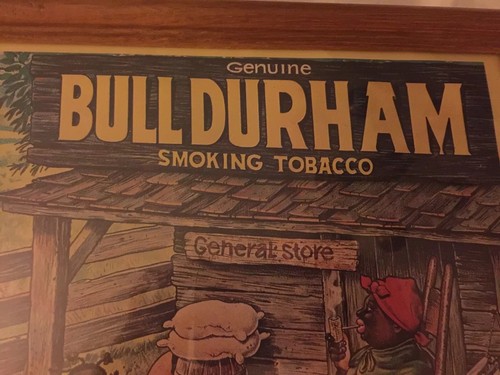 Genuine
BULL DURHAM
SMOKING TOBACCO
General Store